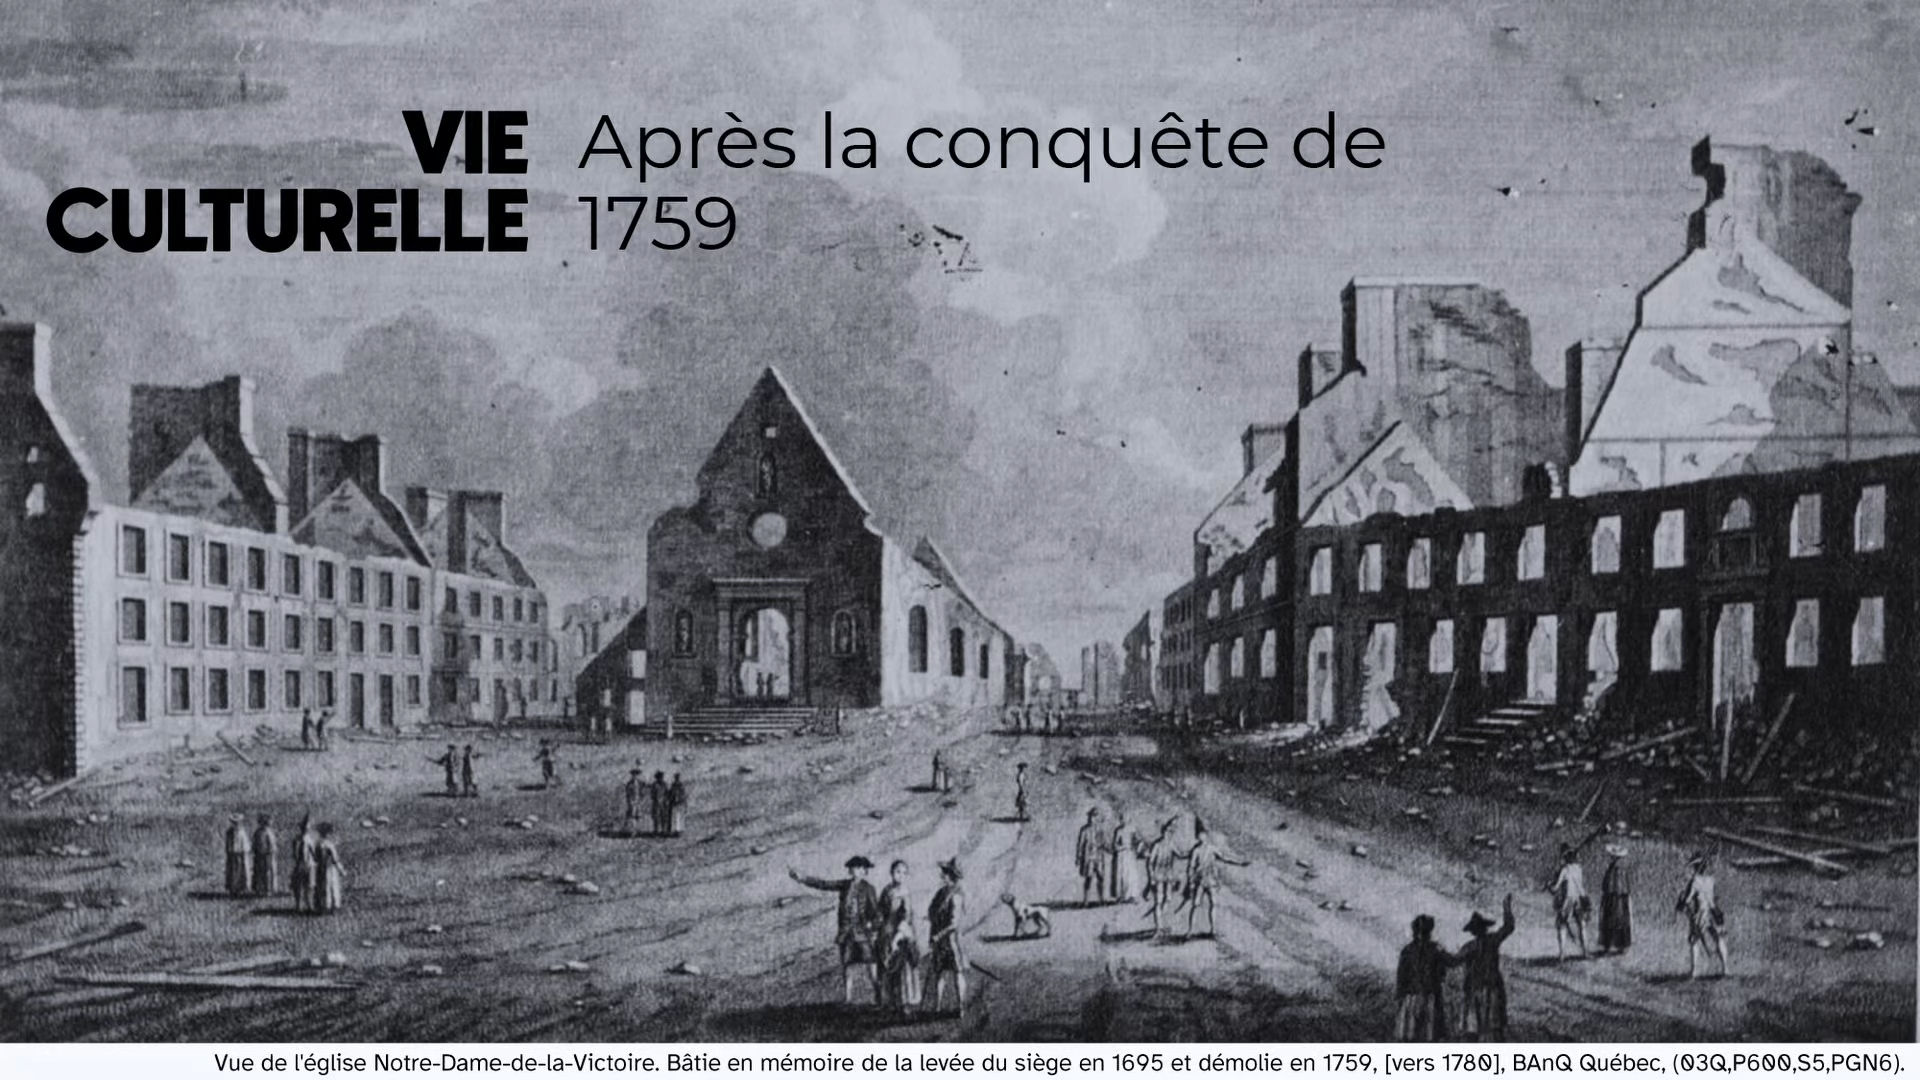 VIE
CULTURELLE
Après la conquête de
1759
Vue de l'église Notre-Dame-de-la-Victoire. Bâtie en mémoire de la levée du siège en 1695 et démolie en 1759, [vers 1780], BAnQ Québec, (03Q,P600,S5,PGN6).